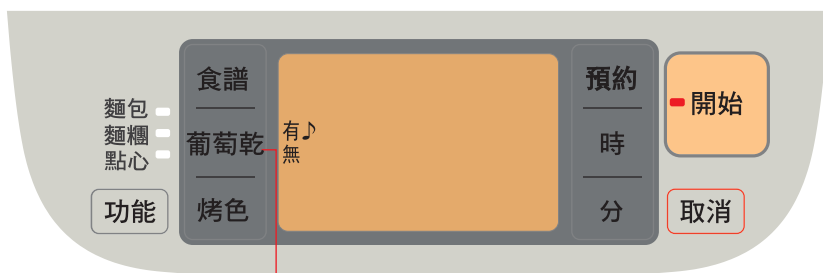 食譜
預約
開始
麵包
麵糰
點心
葡萄乾
有♪
無
時
功能
烤色
分
取消